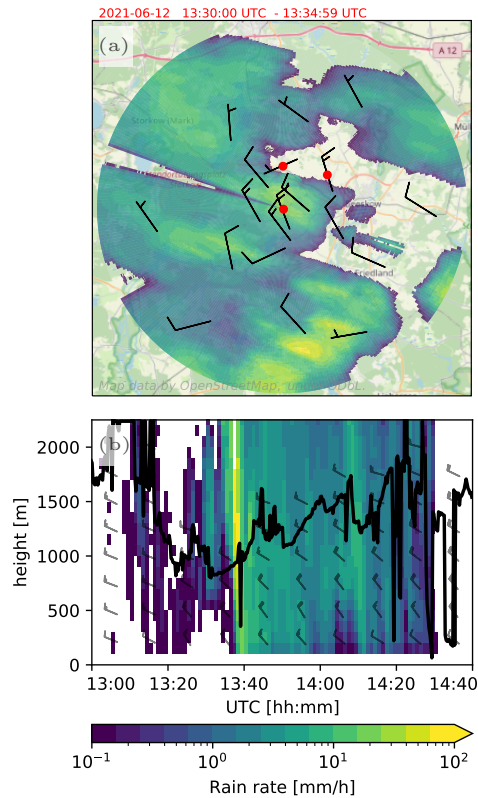 2021-06-12 13:30:00 UTC - 13:34:59 UTC
(a)
A 12
Storkow (Mark)
Friedland
Map data by OpenStreetMap, under ODbL.
(b)
height [m]
2000
1500
1000
500
0
13:00 13:20 13:40 14:00 14:20 14:40
UTC [hh:mm]
10⁻¹ 10⁰ 10¹ 10²
Rain rate [mm/h]